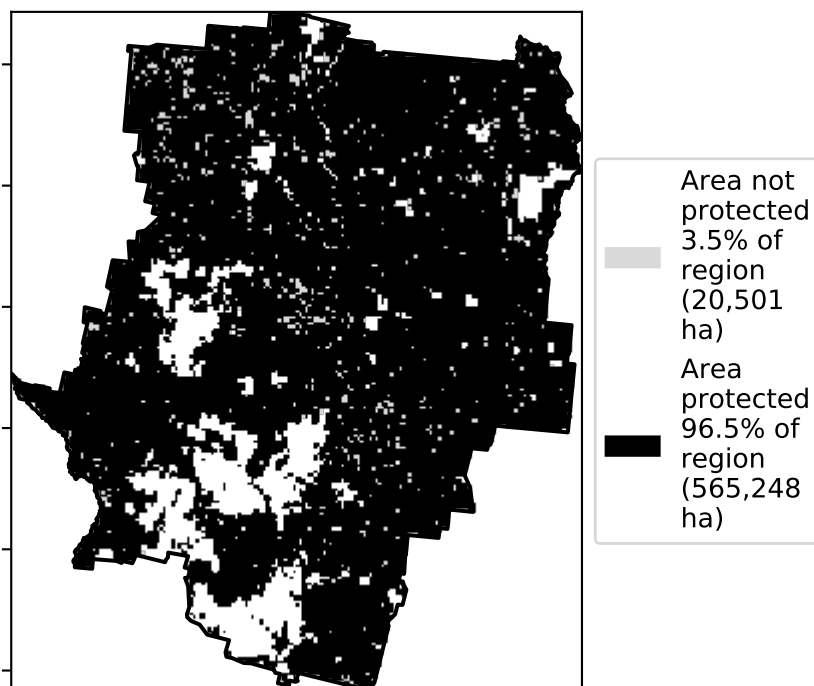 Area not
protected
3.5% of
region
(20,501
ha)
Area
protected
96.5% of
region
(565,248
ha)